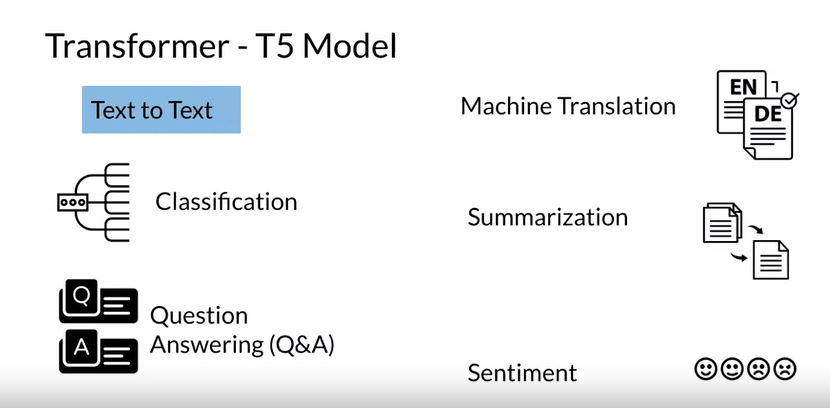 Transformer - T5 Model
Text to Text
Classification
Q
A
Question
Answering (Q&A)
Machine Translation
EN
DE
Summarization
Sentiment